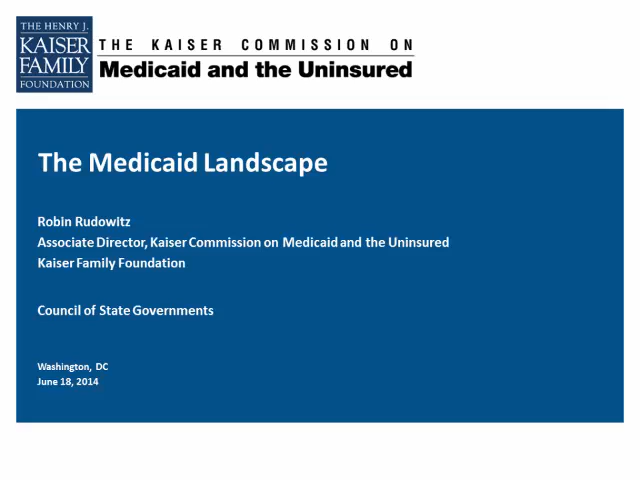 THE HENRY J.
KAISER
FAMILY
FOUNDATION
THE KAISER COMMISSION ON
Medicaid and the Uninsured
The Medicaid Landscape
Robin Rudowitz
Associate Director, Kaiser Commission on Medicaid and the Uninsured
Kaiser Family Foundation
Council of State Governments
Washington, DC
June 18, 2014